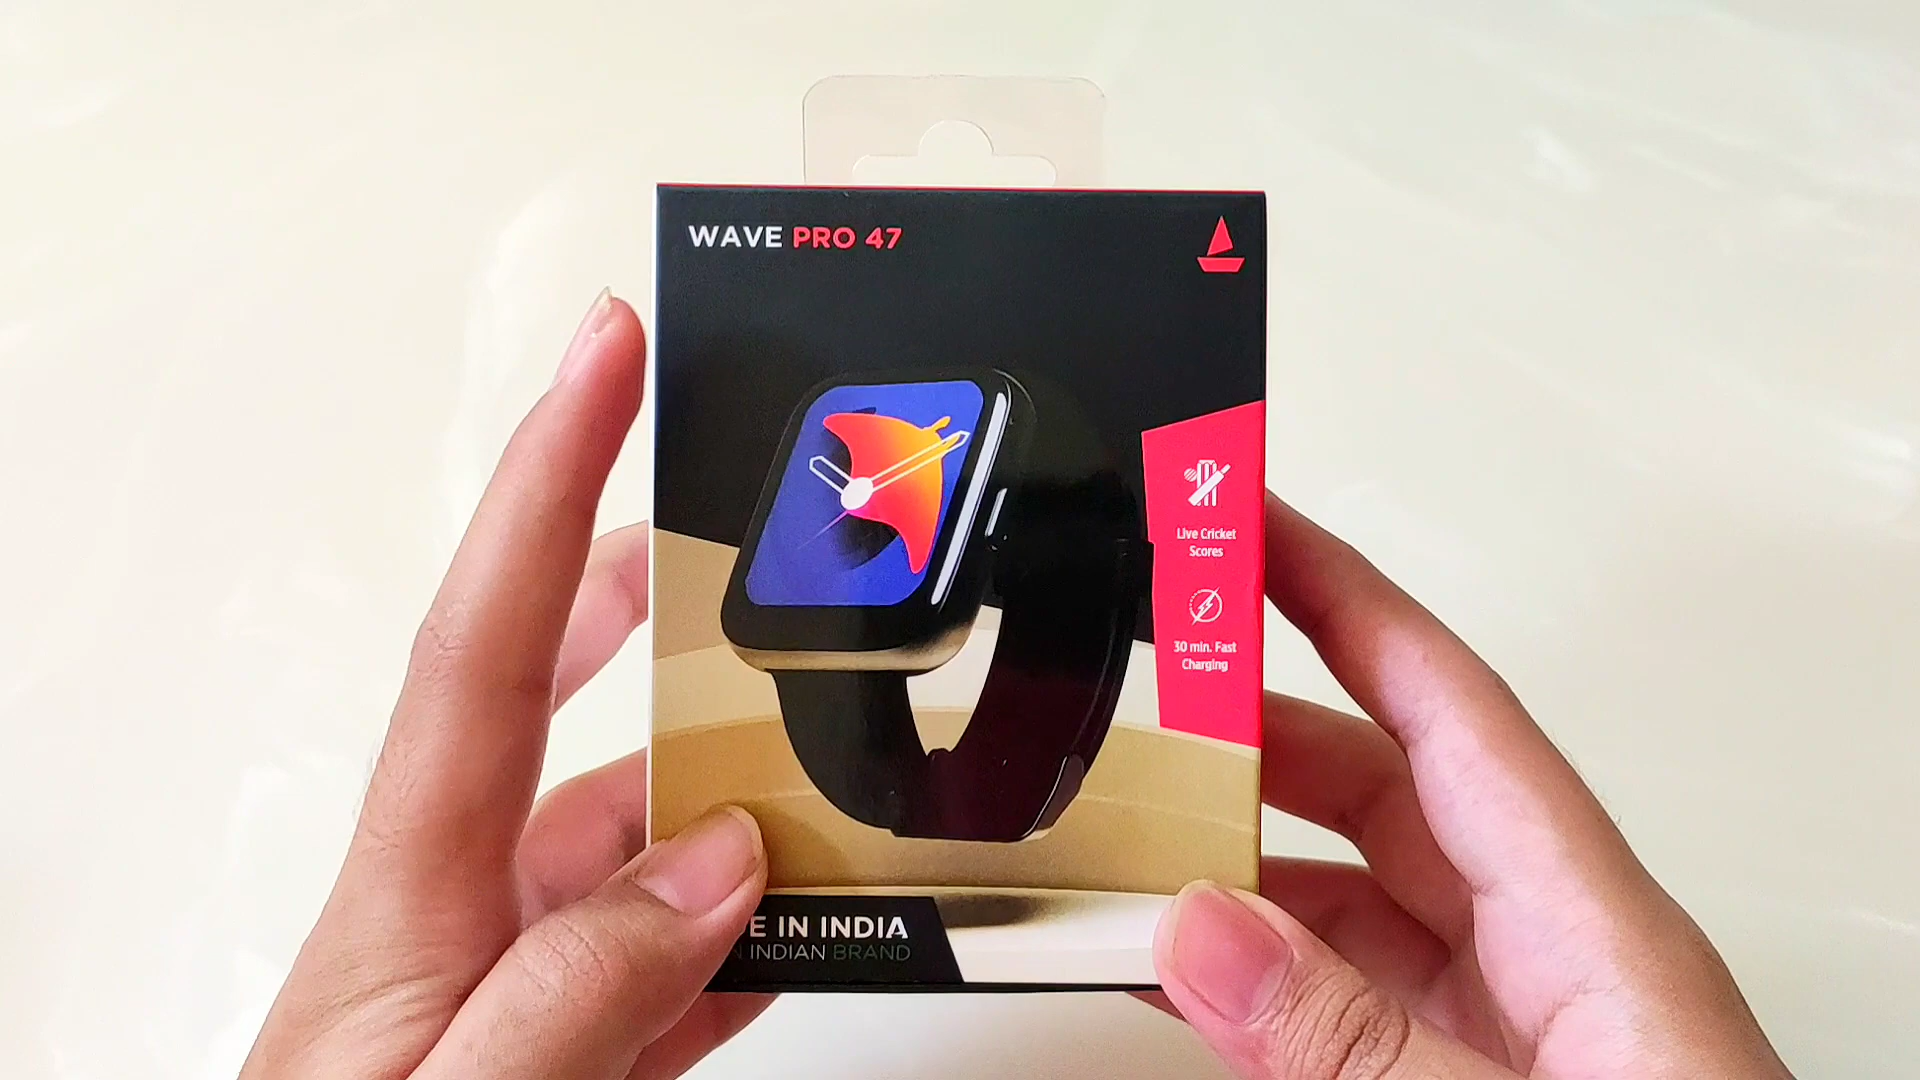 WAVE PRO 47
Live Cricket
Scores
30 min. Fast
Charging
IN INDIA
INDIAN BRAND